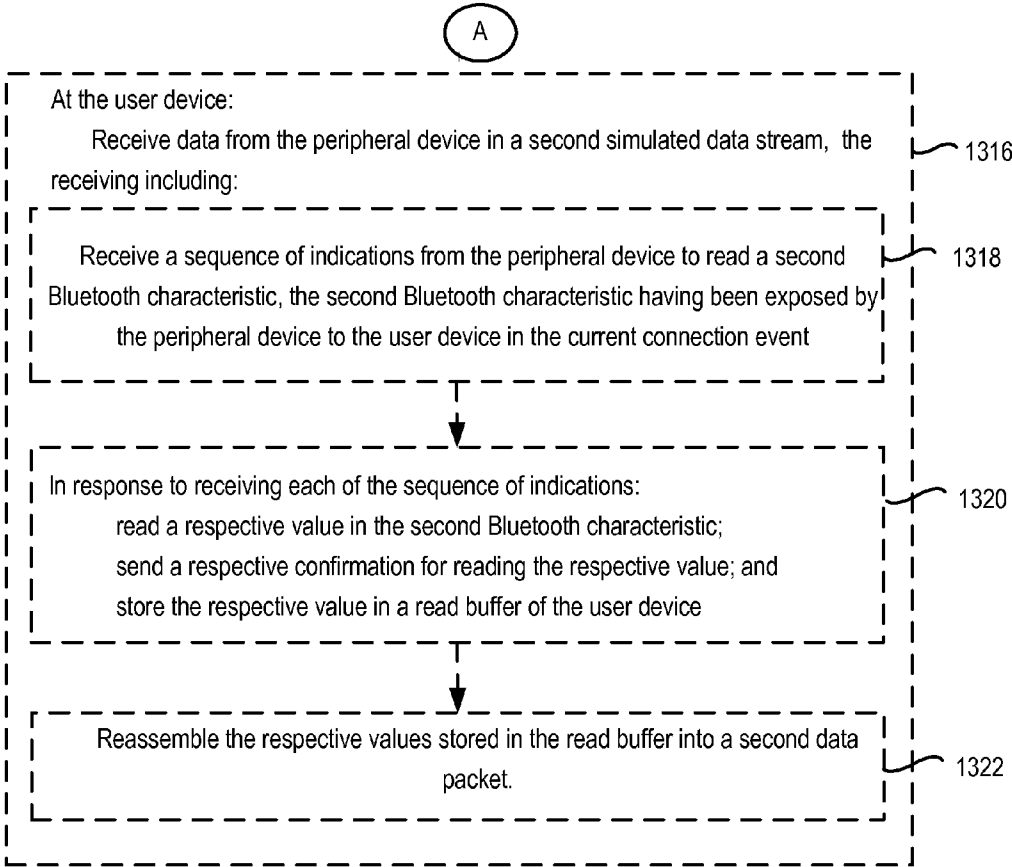 A
At the user device:
Receive data from the peripheral device in a second simulated data stream, the
receiving including:
1316
Receive a sequence of indications from the peripheral device to read a second
Bluetooth characteristic, the second Bluetooth characteristic having been exposed by
the peripheral device to the user device in the current connection event
1318
In response to receiving each of the sequence of indications:
read a respective value in the second Bluetooth characteristic;
send a respective confirmation for reading the respective value; and
store the respective value in a read buffer of the user device
1320
Reassemble the respective values stored in the read buffer into a second data
packet.
1322